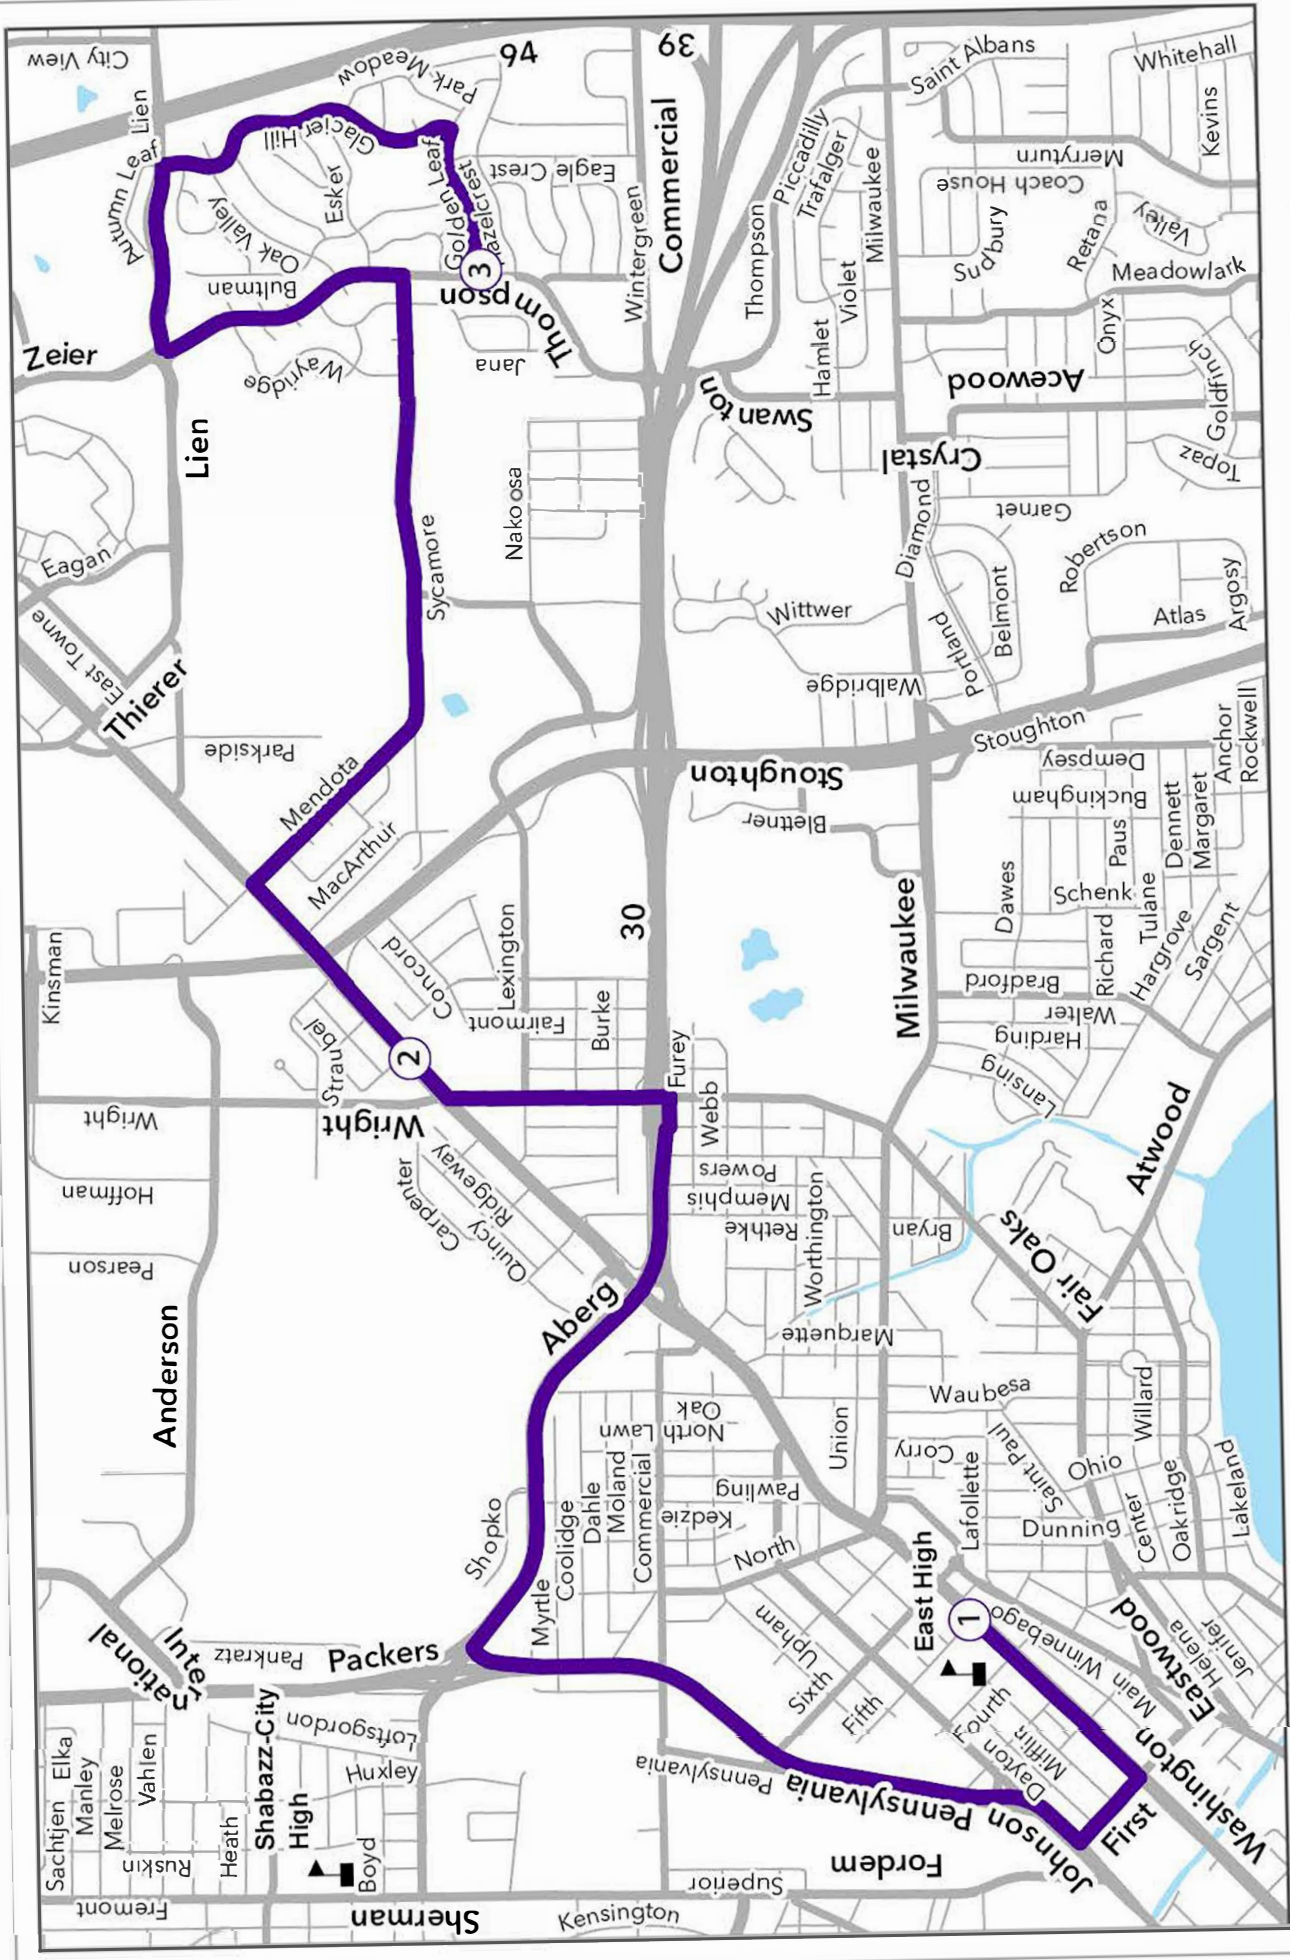 City View
Lien
Park Meadow
94
39
Saint Albans
Whitehall
Autumn Leaf
Glacier Hill
Golden Leaf
Hazelcrest
Eagle Crest
Commercial
Piccadilly
Trafalger
Milwaukee
Merryturn
Kevins
Coach House
Esker
Oak Valley
Bultman
3
Thompson
Wintergreen
Thompson
Violet
Sudbury
Retana
Valley
Meadowlark
Zeier
Wayridge
Jana
Swanton
Hamlet
Onyx
Acewood
Goldfinch
Lien
Crystal
Topaz
Nakoosa
Diamond
Garnet
Eagan
Sycamore
Robertson
Wittwer
Belmont
Portland
Atlas
Argosy
East Towne
Thierer
Walbridge
Parkside
Stoughton
Stoughton
Anchor
Rockwell
Mendota
Dempsey
Buckingham
Blettner
MacArthur
Paus
Dennett
Margaret
Dawes
Schenk
Tulane
30
Milwaukee
Kinsman
Concord
Lexington
Bradford
Richard
Hargrove
Sargent
Fairmont
Burke
Walter
Harding
Straubel
2
Furey
Lansing
Wright
Wright
Webb
Atwood
Hoffman
Carpenter
Ridgeway
Quincy
Powers
Memphis
Rethke
Worthington
Bryan
Fair Oaks
Pearson
Anderson
Aberg
Marquette
Waubesa
Willard
Oak
North Lawn
Union
Corry
Saint Paul
Ohio
Shopko
Coolidge
Dahle
Moland
Commercial
Pawling
Kedzie
Lafollette
Dunning
Center
Oakridge
Lakeland
North
East High
Myrtle
International
Pankratz
Packers
Upham
Sixth
Fifth
1
Winnebago
Eastwood
Helena
Jenifer
Main
Fourth
Mifflin
Dayton
Elka
Sachtjen
Manley
Melrose
Vahlen
Shabazz-City
High
Loftsgordon
Huxley
Pennsylvania
Pennsylvania
Johnson
First
Washington
Ruskin
Heath
Boyd
Fordem
Superior
Fremont
Sherman
Kensington